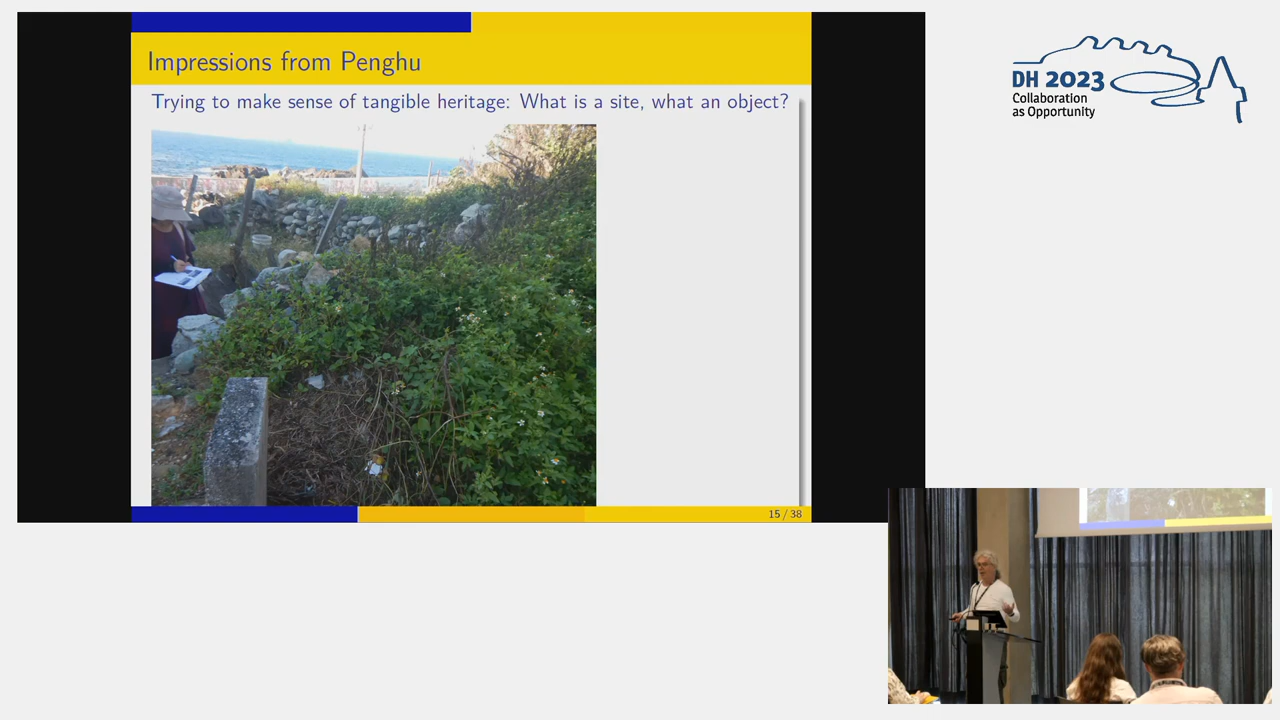 Impressions from Penghu
Trying to make sense of tangible heritage: What is a site, what an object?
15 / 38
DH 2023
Collaboration
as Opportunity